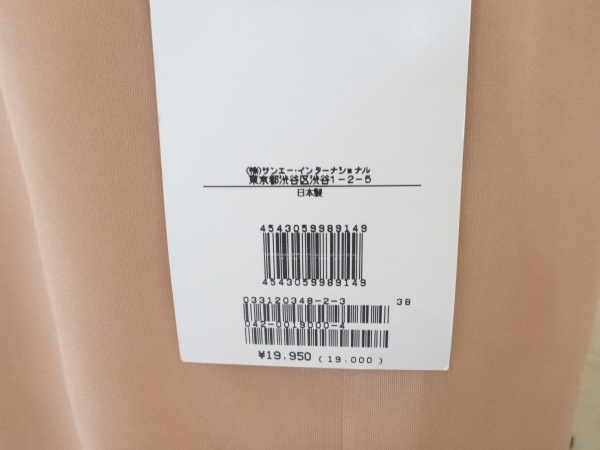 (株)サンエー・インターナショナル
東京都渋谷区渋谷1-2-5
日本製
4543059989149
4543059989149
033120348-2-3 38
042-0019000-4
¥19,950 (19,000)